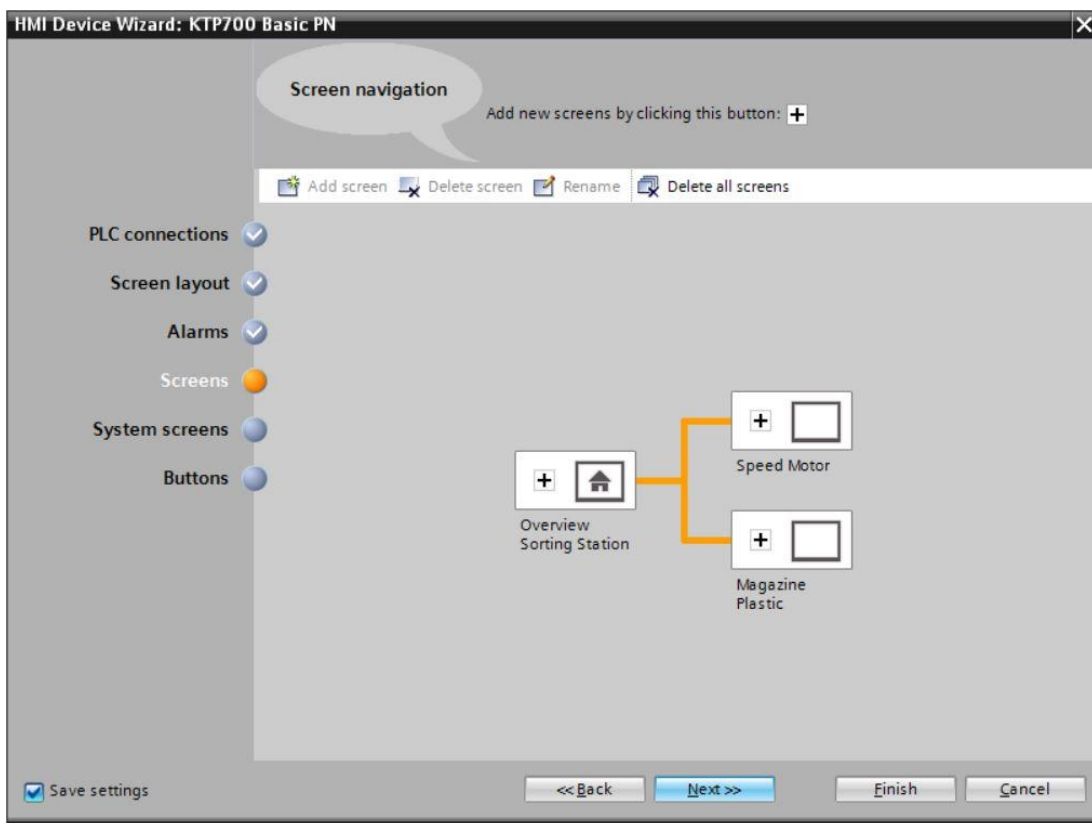 HMI Device Wizard: KTP700 Basic PN
Screen navigation
Add new screens by clicking this button:
Add screen Delete screen Rename Delete all screens
PLC connections
Screen layout
Alarms
Screens
System screens
Buttons
Speed Motor
Overview
Sorting Station
Magazine
Plastic
Save settings
<< Back Next >> Finish Cancel